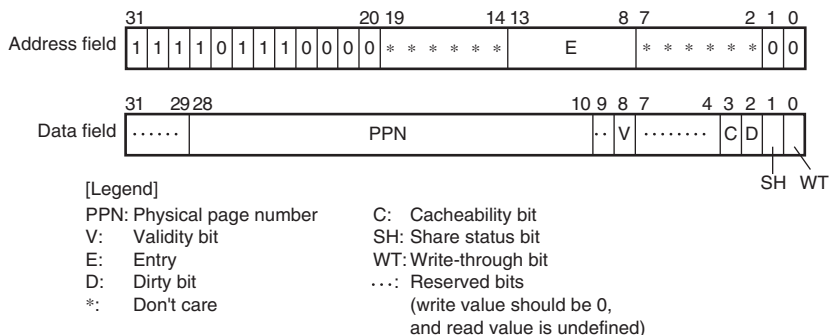 31 20 19 14 13 8 7 2 1 0
Address field 1 1 1 1 0 1 1 1 0 0 0 0 * * * * * * E * * * * * * 0 0
31 29 28 10 9 8 7 4 3 2 1 0
Data field ······ PPN ·· V ········ C D
SH WT
[Legend]
PPN: Physical page number C: Cacheability bit
V: Validity bit SH: Share status bit
E: Entry WT: Write-through bit
D: Dirty bit ···: Reserved bits
*: Don't care (write value should be 0,
and read value is undefined)